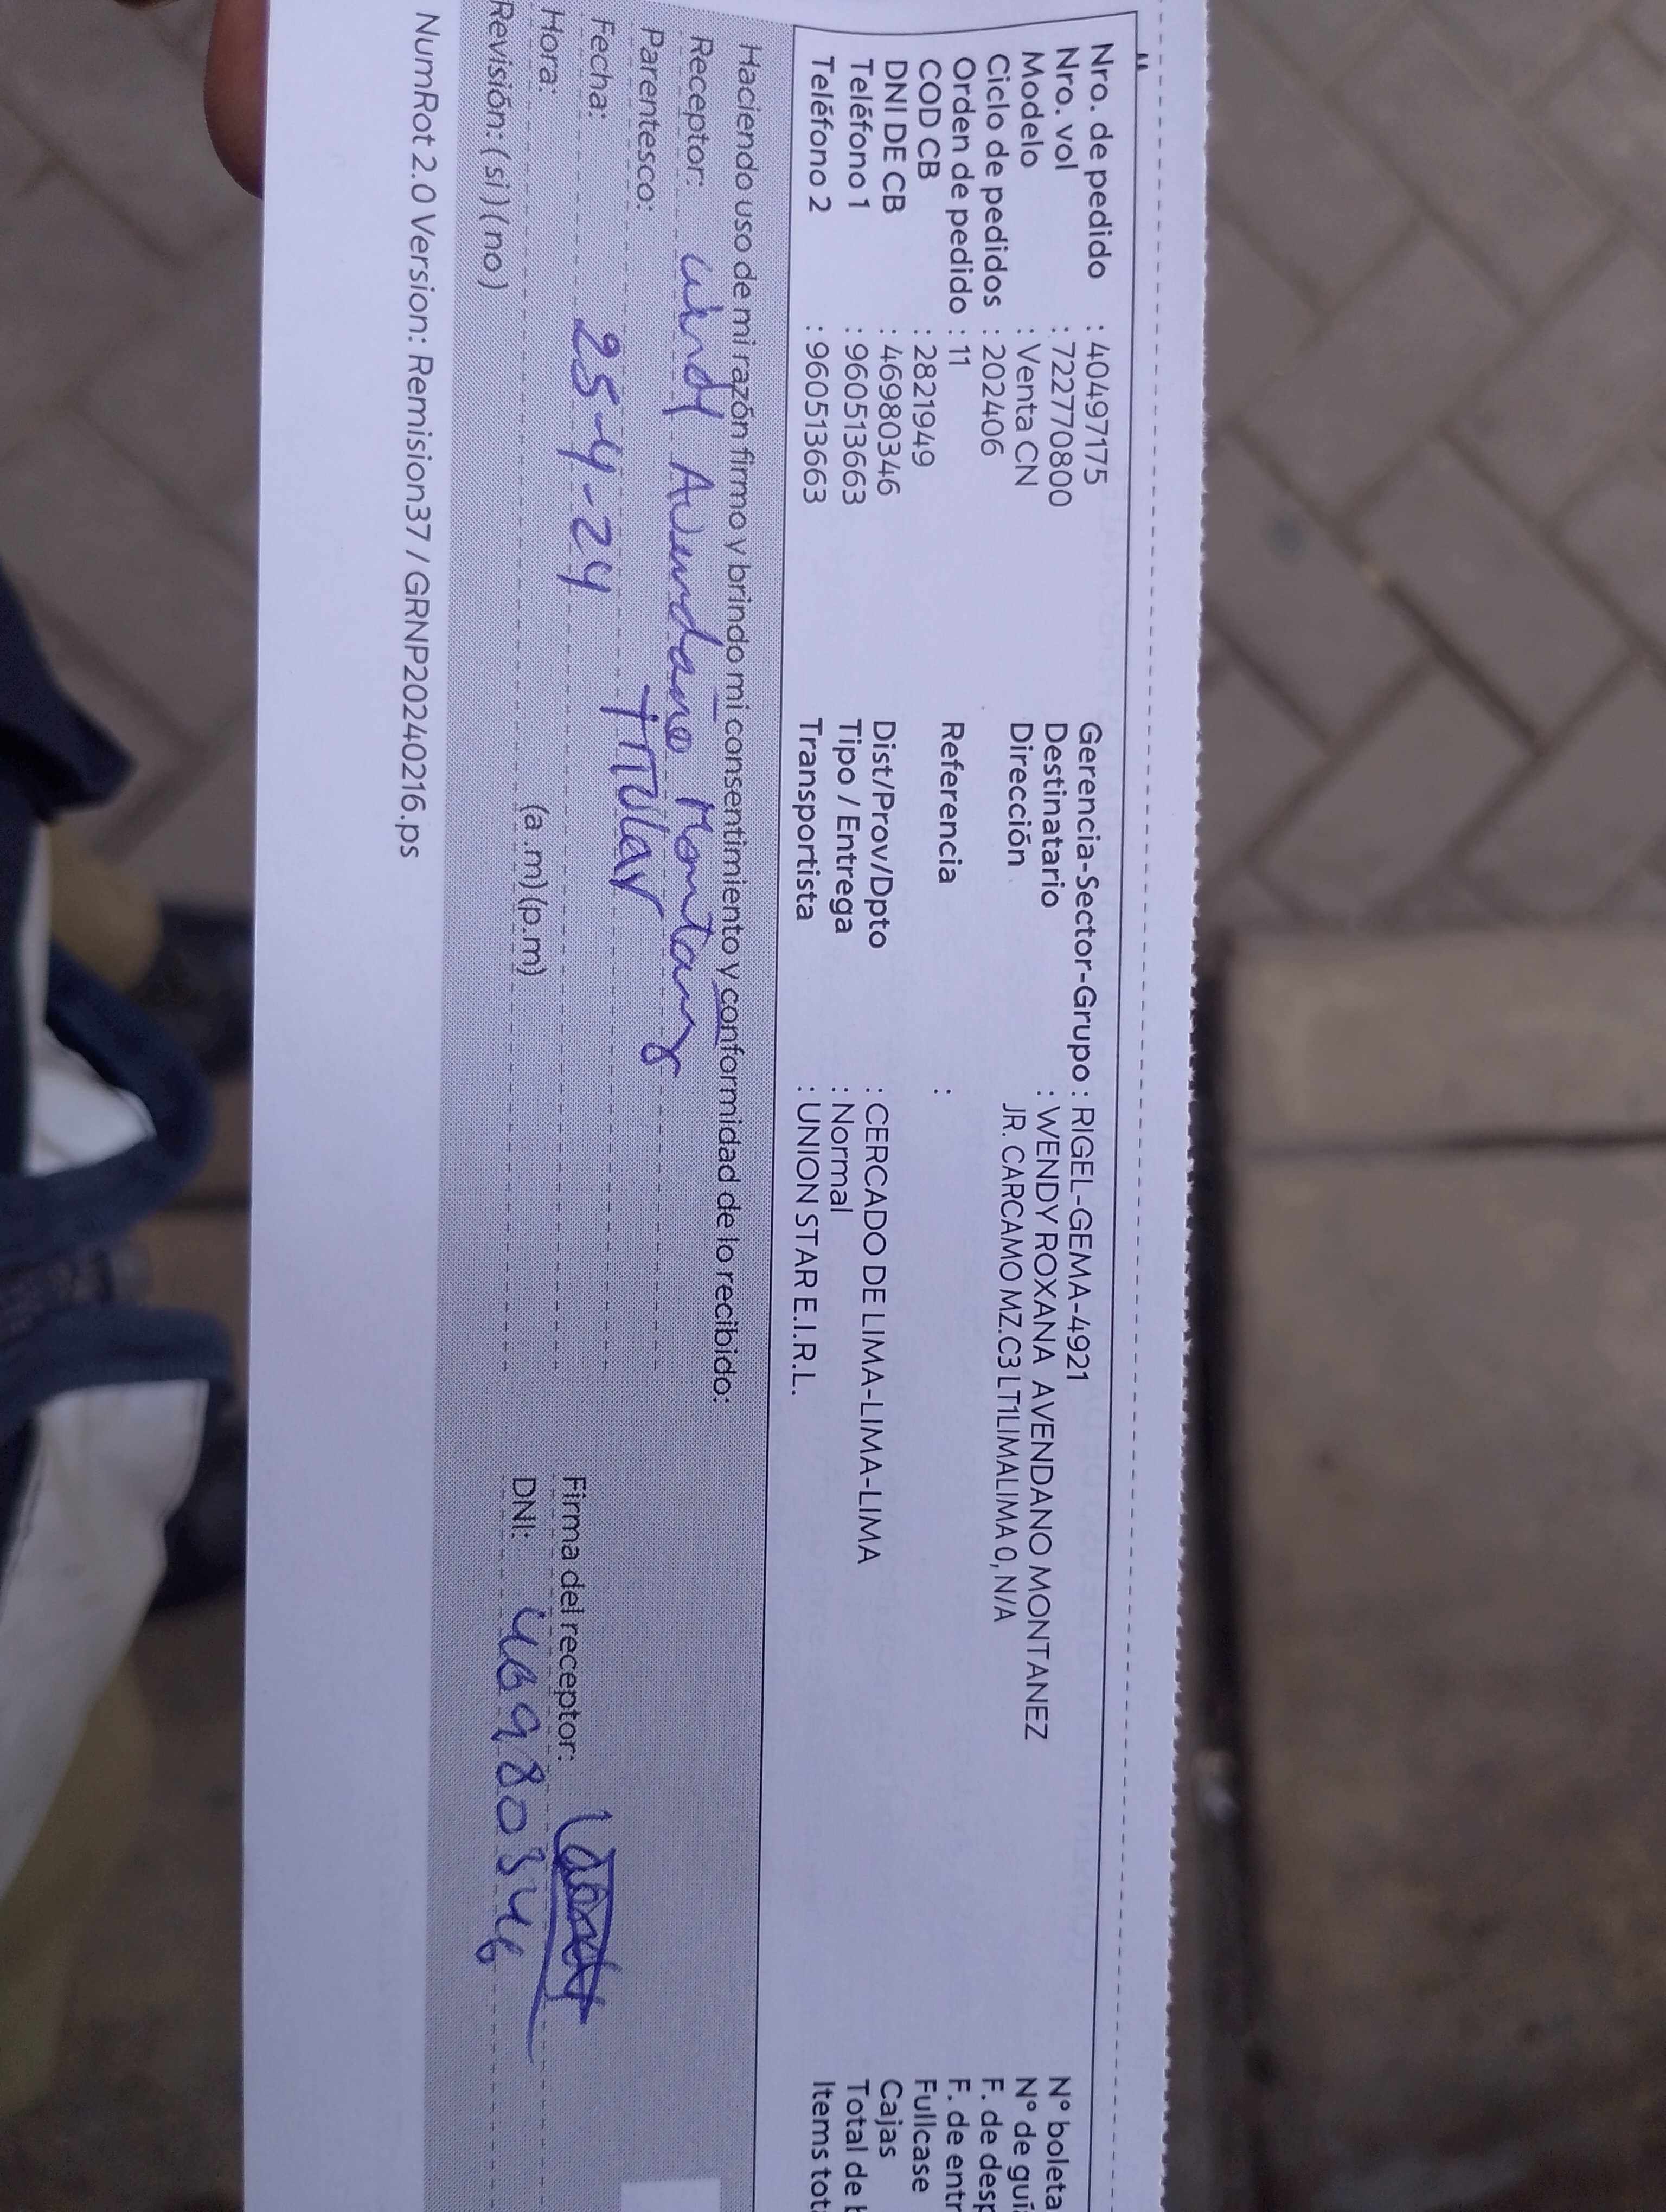 Nro. de pedido : 40497175
Nro. vol : 722770800
Modelo : Venta CN
Ciclo de pedidos : 202406
Orden de pedido : 11
COD CB : 2821949
DNI DE CB : 46980346
Teléfono 1 : 960513663
Teléfono 2 : 960513663
Gerencia-Sector-Grupo : RIGEL-GEMA-4921
Destinatario : WENDY ROXANA AVENDANO MONTANEZ
Dirección JR. CARCAMO MZ.C3 LT1LIMALIMA 0, N/A
Referencia :
Dist/Prov/Dpto : CERCADO DE LIMA-LIMA-LIMA
Tipo / Entrega : Normal
Transportista : UNION STAR E.I.R.L.
N° boleta
N° de guí
F. de desp
F. de entr
Fullcase
Cajas
Total de
Items tot
Haciendo uso de mi razón firmo y brindo mi consentimiento y conformidad de lo recibido:
Receptor: Avendano
Parentesco: TITULAR
Fecha: 25-4-24
Hora: (a.m)(p.m)
Revisión: (si) (no)
Firma del receptor:
DNI: 46980346
NumRot 2.0 Version: Remision37 / GRNP20240216.ps